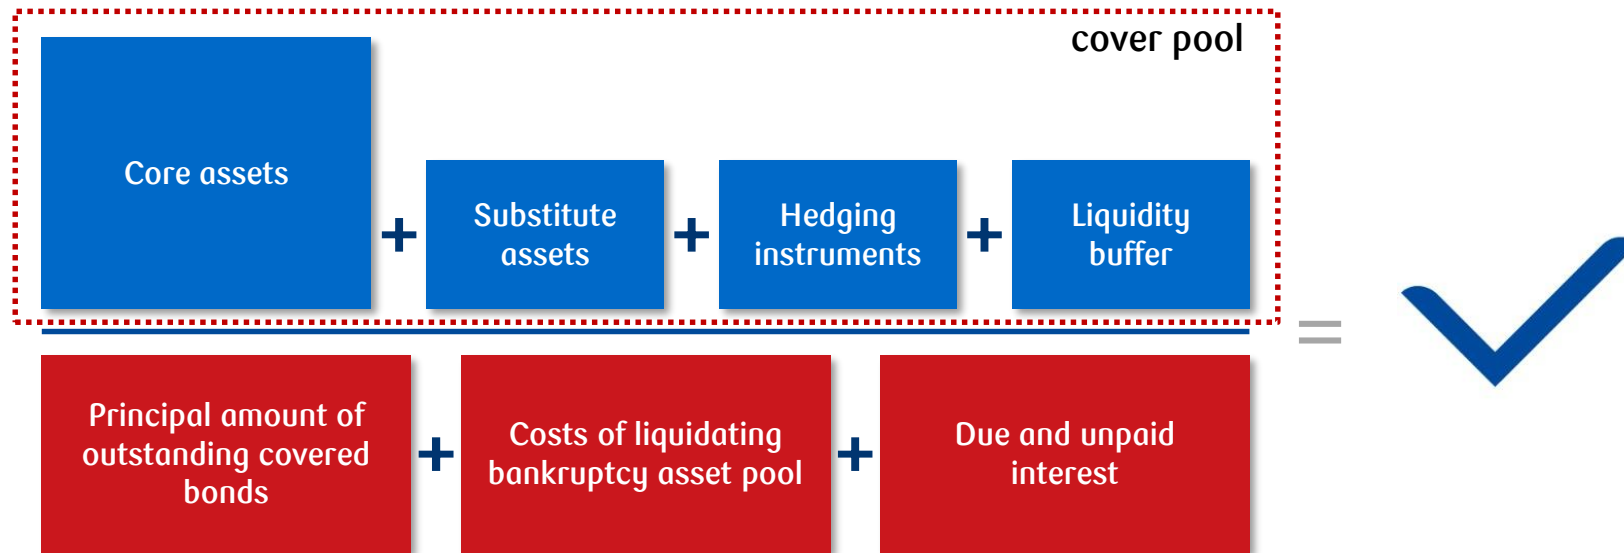 cover pool
Core assets
+
Substitute
assets
+
Hedging
instruments
+
Liquidity
buffer
=
Principal amount of
outstanding covered
bonds
+
Costs of liquidating
bankruptcy asset pool
+
Due and unpaid
interest